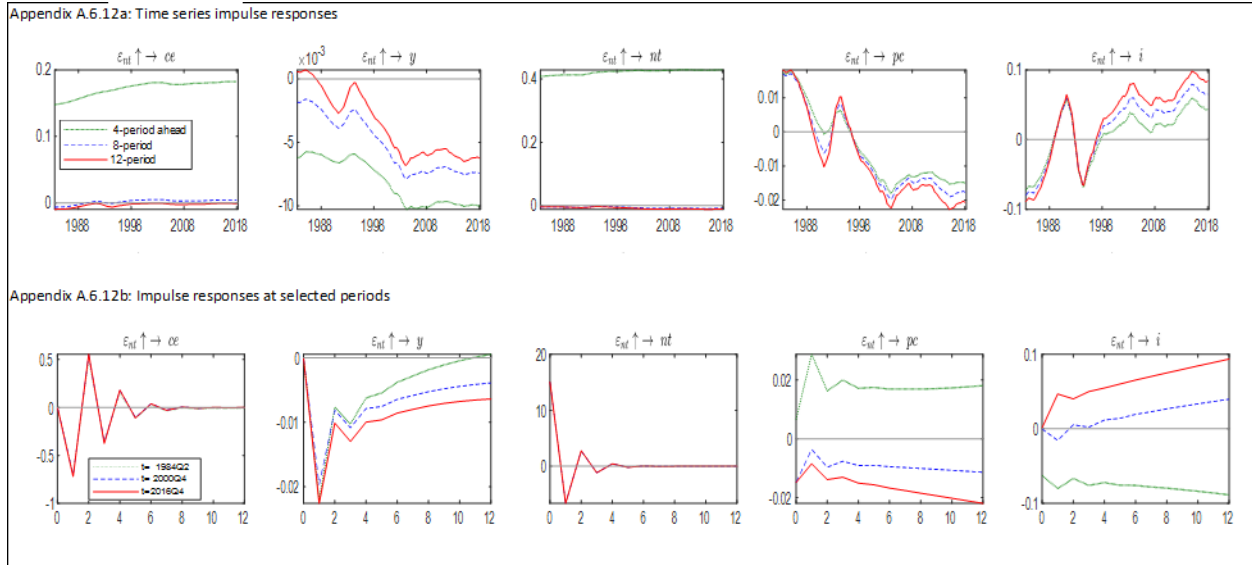 Appendix A.6.12a: Time series impulse responses
ε_nt ↑ → ce
ε_nt ↑ → y
ε_nt ↑ → nt
ε_nt ↑ → pc
ε_nt ↑ → i
0.2
0.1
0
4-period ahead
8-period
12-period
1988 1998 2008 2018
×10⁻³
0
-5
-10
1988 1998 2008 2018
0.4
0.2
0
1988 1998 2008 2018
0.01
0
-0.01
-0.02
1988 1998 2008 2018
0.1
0
-0.1
1988 1998 2008 2018
Appendix A.6.12b: Impulse responses at selected periods
ε_nt ↑ → ce
ε_nt ↑ → y
ε_nt ↑ → nt
ε_nt ↑ → pc
ε_nt ↑ → i
0.5
0
-0.5
-1
t= 1984Q2
t= 2000Q4
t=2016Q4
0 2 4 6 8 10 12
0
-0.01
-0.02
0 2 4 6 8 10 12
20
10
0
0 2 4 6 8 10 12
0.02
0
-0.02
0 2 4 6 8 10 12
0.1
0
-0.1
0 2 4 6 8 10 12